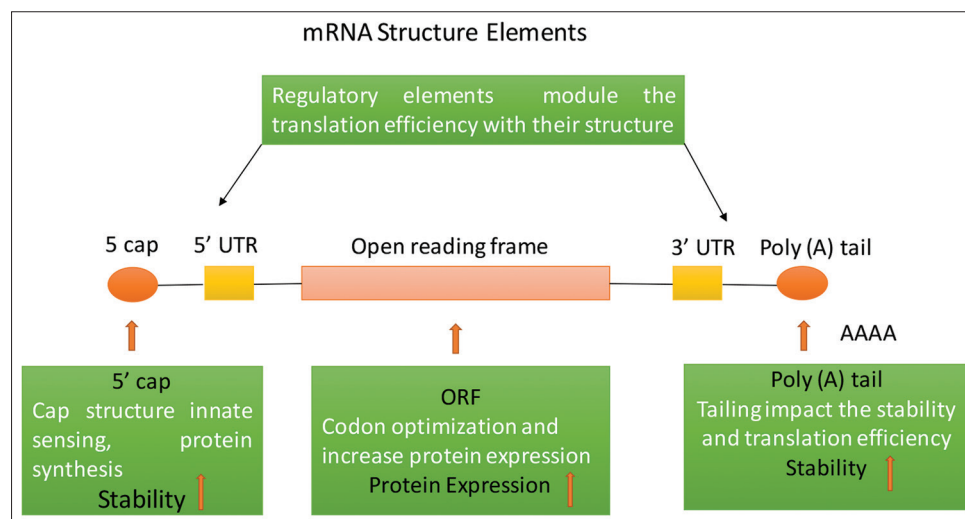 mRNA Structure Elements
Regulatory elements module the
translation efficiency with their structure
5 cap
5’ UTR
Open reading frame
3’ UTR
Poly (A) tail
AAAA
5’ cap
Cap structure innate
sensing, protein
synthesis
Stability
ORF
Codon optimization and
increase protein expression
Protein Expression
Poly (A) tail
Tailing impact the stability
and translation efficiency
Stability